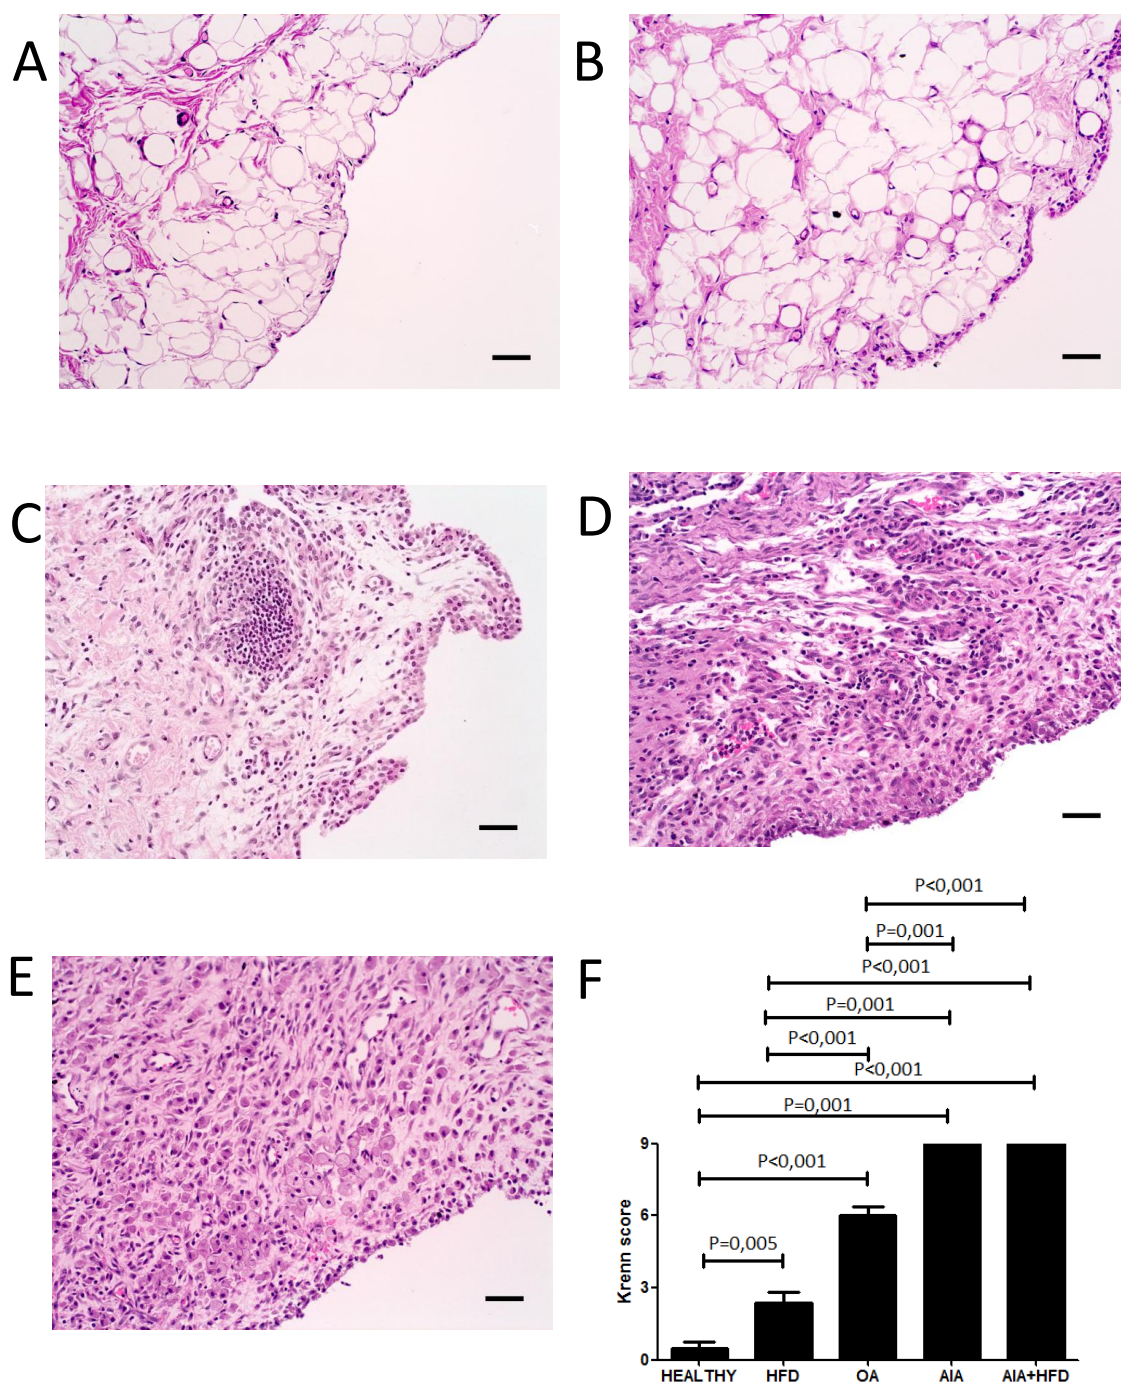 A
B
C
D
E
F
P<0,001
P=0,001
P<0,001
P=0,001
P<0,001
P<0,001
P=0,001
P<0,001
P=0,005
Krenn score
9
6
3
0
HEALTHY HFD OA AIA AIA+HFD